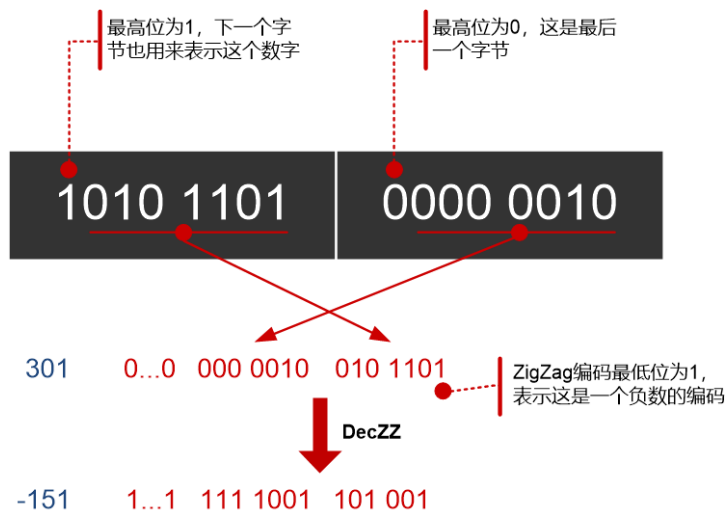 最高位为1，下一个字
节也用来表示这个数字
最高位为0，这是最后
一个字节
1010 1101
0000 0010
301 0...0 000 0010 010 1101
ZigZag编码最低位为1，
表示这是一个负数的编码
DecZZ
-151 1...1 111 1001 101 001